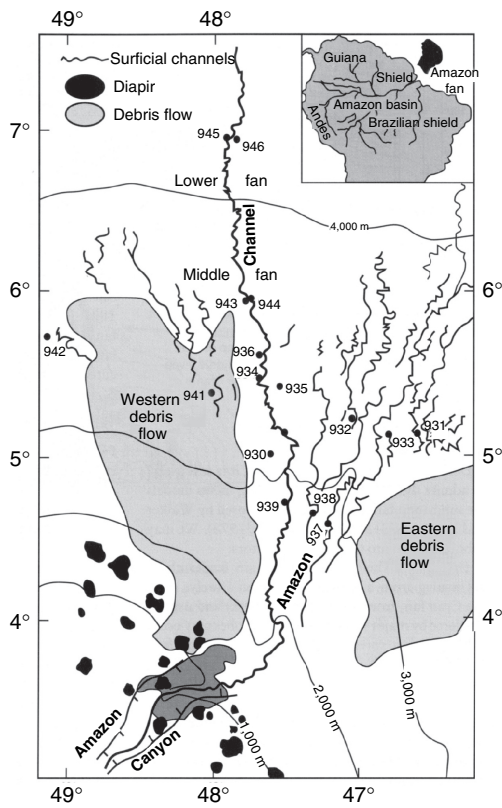 49°
48°
Surficial channels
Diapir
Debris flow
Guiana
Shield
Amazon
fan
Amazon basin
Brazilian shield
Andes
7°
945
946
Lower fan
Channel
4,000 m
6°
6°
Middle fan
943
944
942
936
934
935
941
Western
debris
flow
932
931
933
930
5°
5°
939
938
937
Eastern
debris
flow
Amazon
4°
4°
Amazon
Canyon
1,000 m
2,000 m
3,000 m
49°
48°
47°